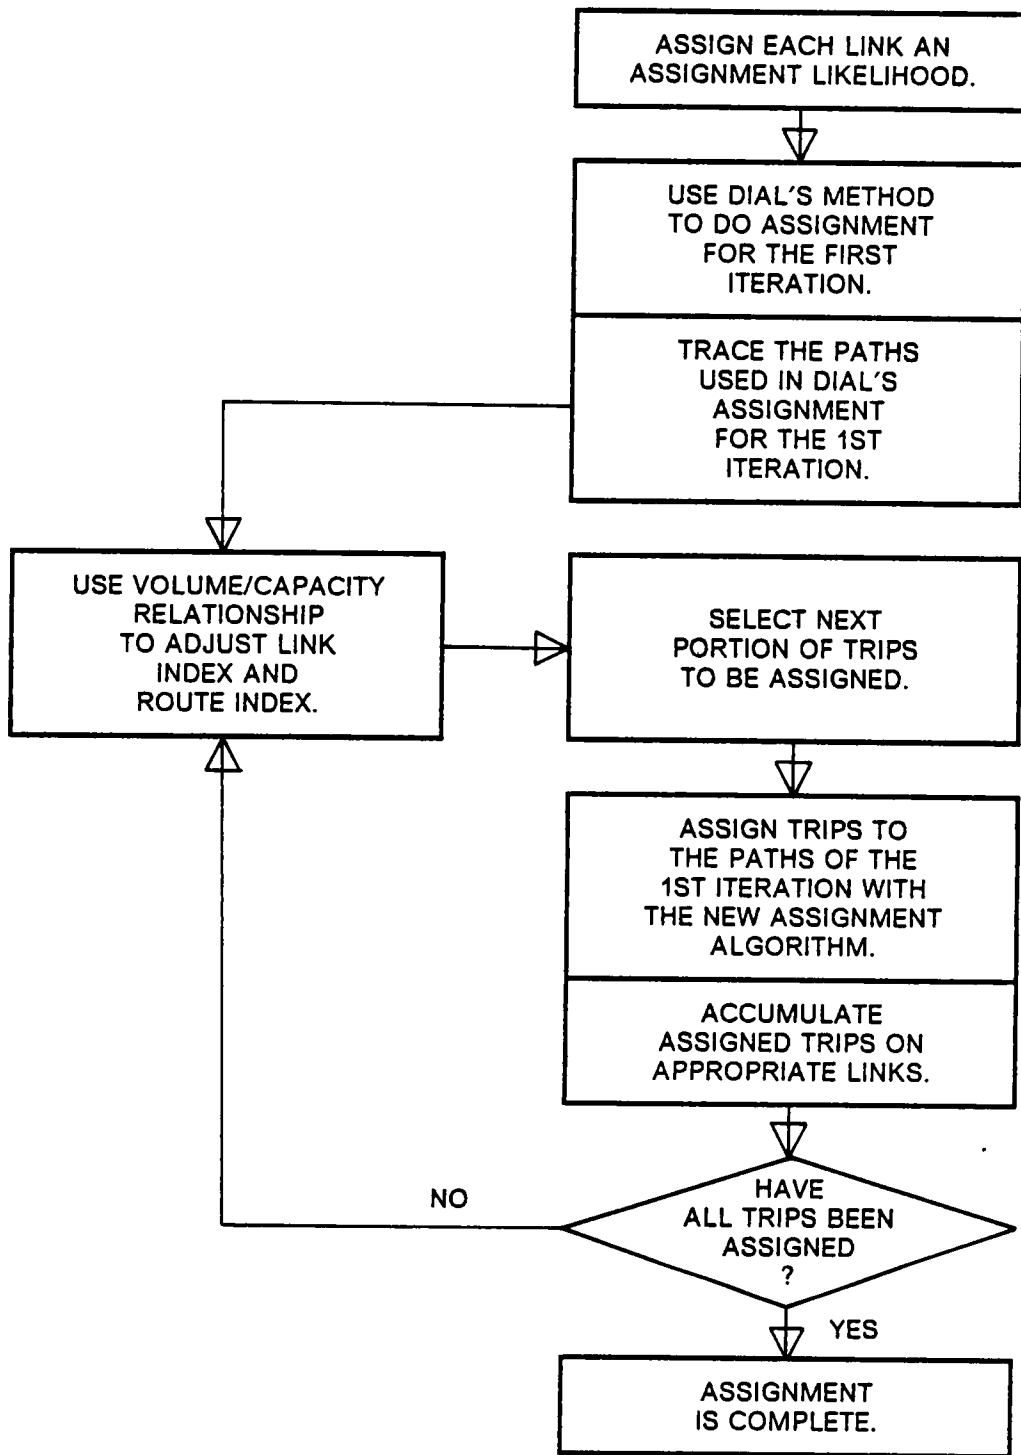 ASSIGN EACH LINK AN
ASSIGNMENT LIKELIHOOD.
USE DIAL'S METHOD
TO DO ASSIGNMENT
FOR THE FIRST
ITERATION.
TRACE THE PATHS
USED IN DIAL'S
ASSIGNMENT
FOR THE 1ST
ITERATION.
USE VOLUME/CAPACITY
RELATIONSHIP
TO ADJUST LINK
INDEX AND
ROUTE INDEX.
SELECT NEXT
PORTION OF TRIPS
TO BE ASSIGNED.
ASSIGN TRIPS TO
THE PATHS OF THE
1ST ITERATION WITH
THE NEW ASSIGNMENT
ALGORITHM.
ACCUMULATE
ASSIGNED TRIPS ON
APPROPRIATE LINKS.
NO
HAVE
ALL TRIPS BEEN
ASSIGNED
?
YES
ASSIGNMENT
IS COMPLETE.